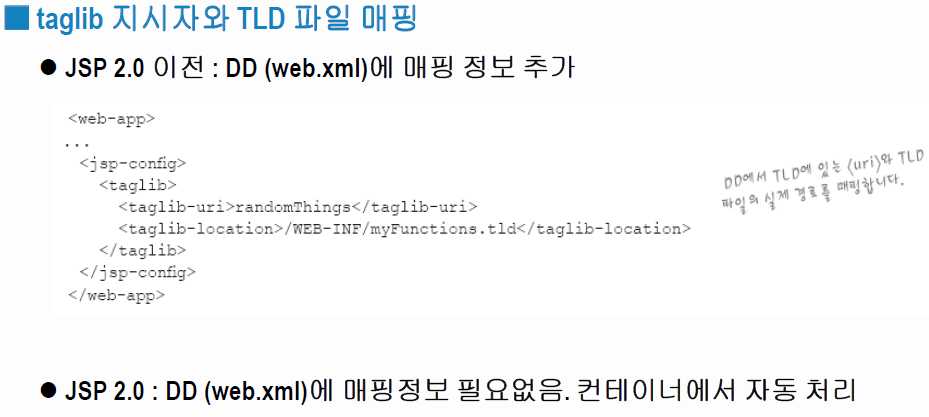 taglib 지시자와 TLD 파일 매핑
● JSP 2.0 이전 : DD (web.xml)에 매핑 정보 추가
<web-app>
...
<jsp-config>
<taglib>
<taglib-uri>randomThings</taglib-uri>
<taglib-location>/WEB-INF/myFunctions.tld</taglib-location>
</taglib>
</jsp-config>
</web-app>
DD에서 TLD에 있는 <uri>와 TLD
파일의 실제 경로를 매핑합니다.
● JSP 2.0 : DD (web.xml)에 매핑정보 필요없음. 컨테이너에서 자동 처리